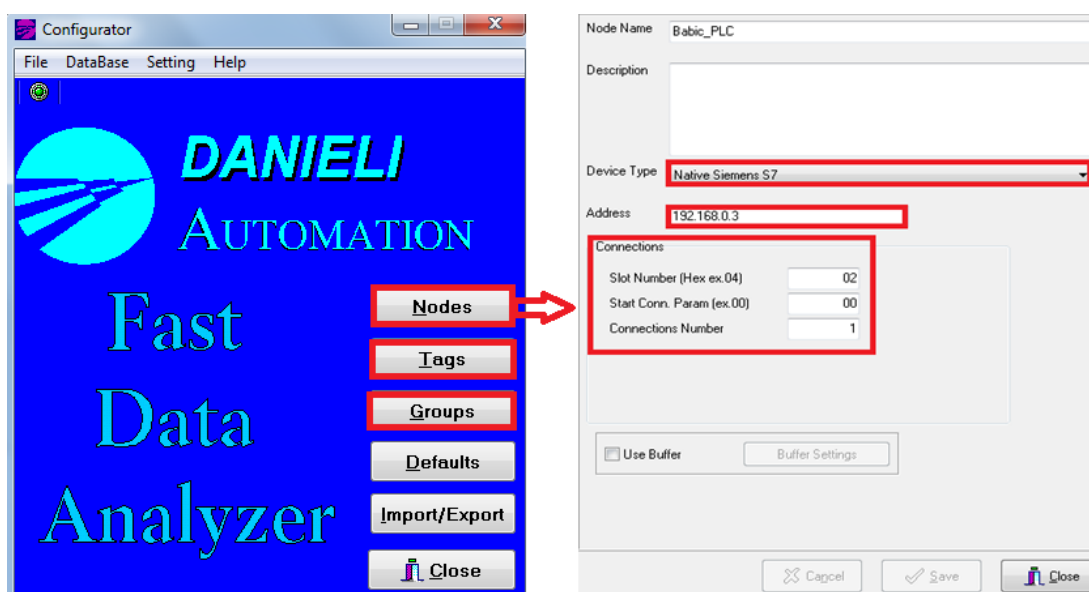 Configurator
File DataBase Setting Help
DANIELI
AUTOMATION
Fast
Data
Analyzer
Nodes
Tags
Groups
Defaults
Import/Export
Close
Node Name Babic_PLC
Description
Device Type Native Siemens S7
Address 192.168.0.3
Connections
Slot Number (Hex ex.04) 02
Start Conn. Param (ex.00) 00
Connections Number 1
Use Buffer Buffer Settings
Cancel Save Close